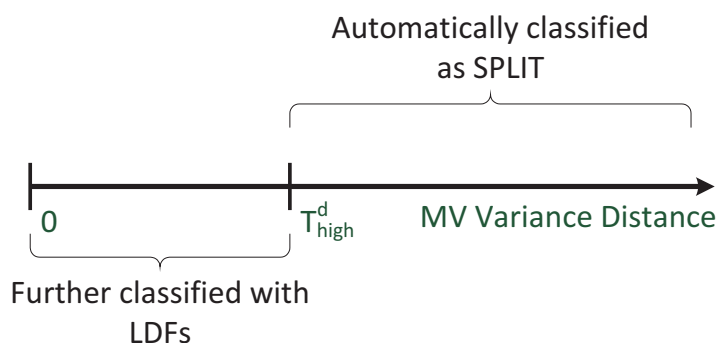 Automatically classified
as SPLIT
0
T^d_high
MV Variance Distance
Further classified with
LDFs